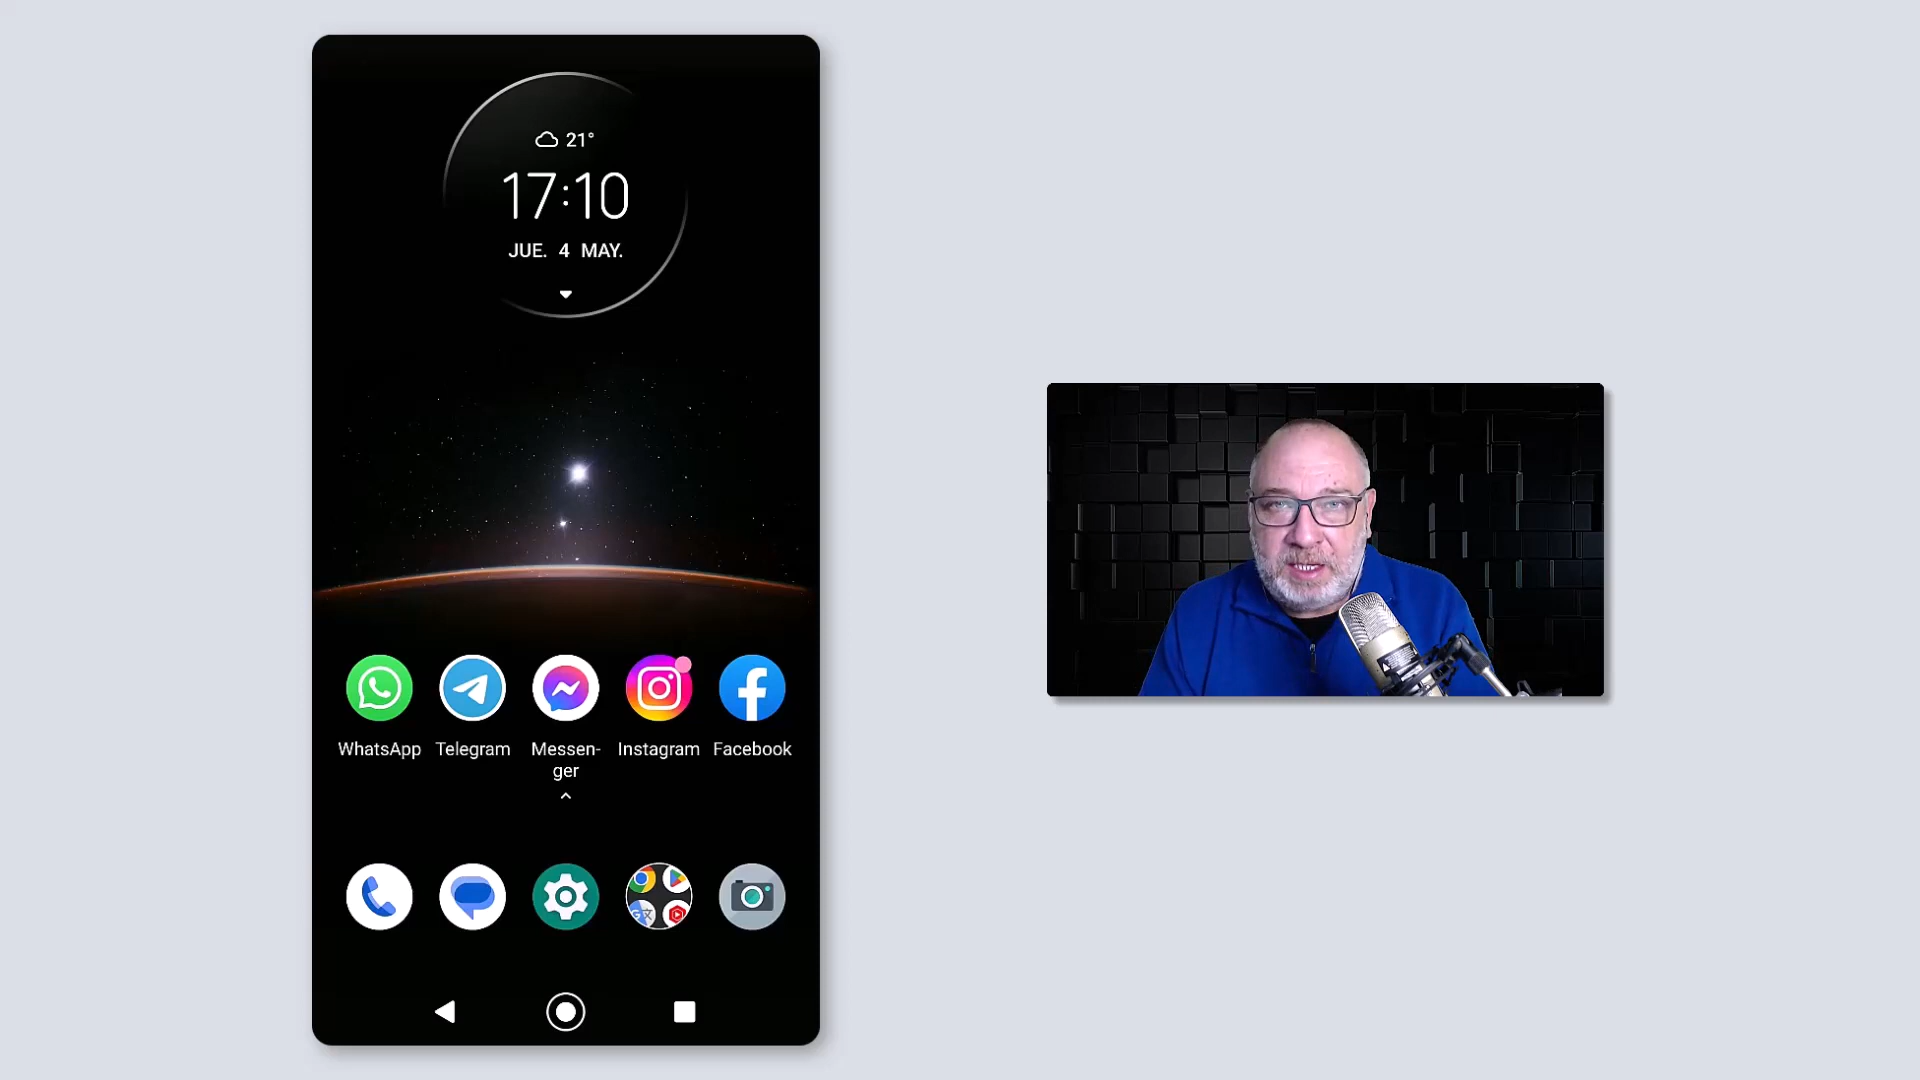 21°
17:10
JUE. 4 MAY.
WhatsApp Telegram Messen-
ger Instagram Facebook